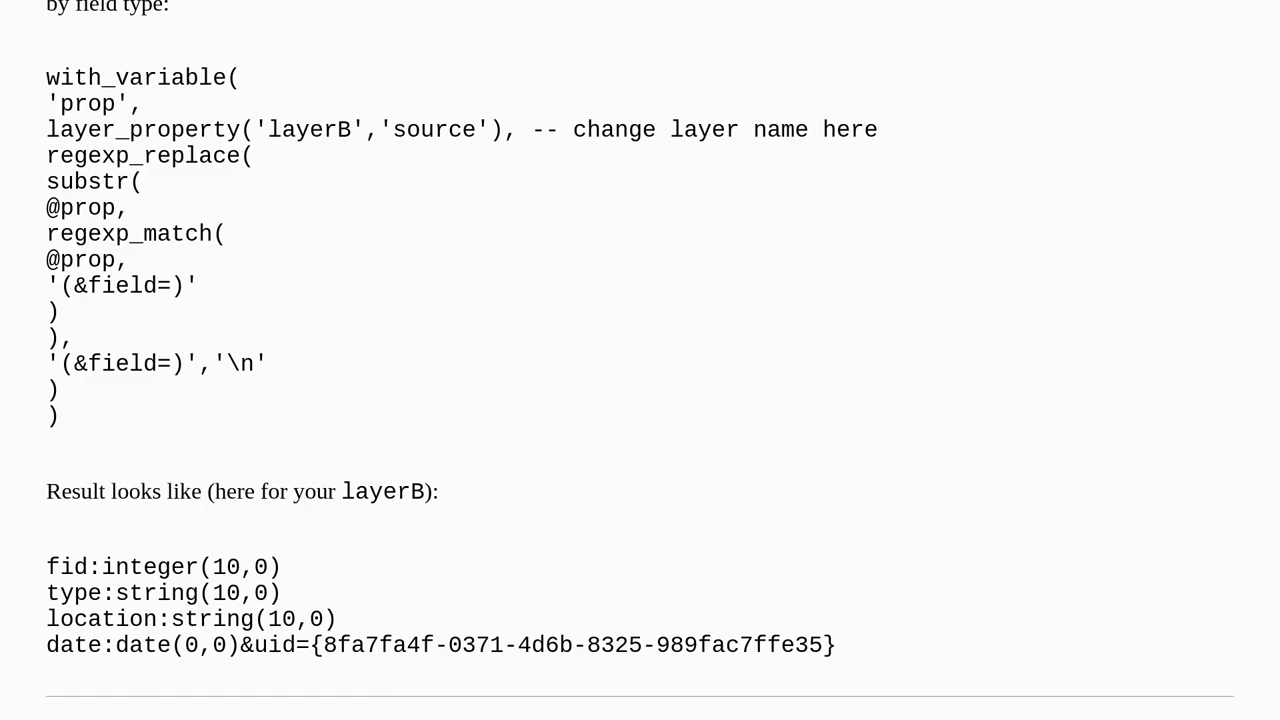 by field type:
with_variable(
'prop',
layer_property('layerB','source'), -- change layer name here
regexp_replace(
substr(
@prop,
regexp_match(
@prop,
'(&field=)'
)
),
'(&field=)','\n'
)
)
Result looks like (here for your layerB):
fid:integer(10,0)
type:string(10,0)
location:string(10,0)
date:date(0,0)&uid={8fa7fa4f-0371-4d6b-8325-989fac7ffe35}